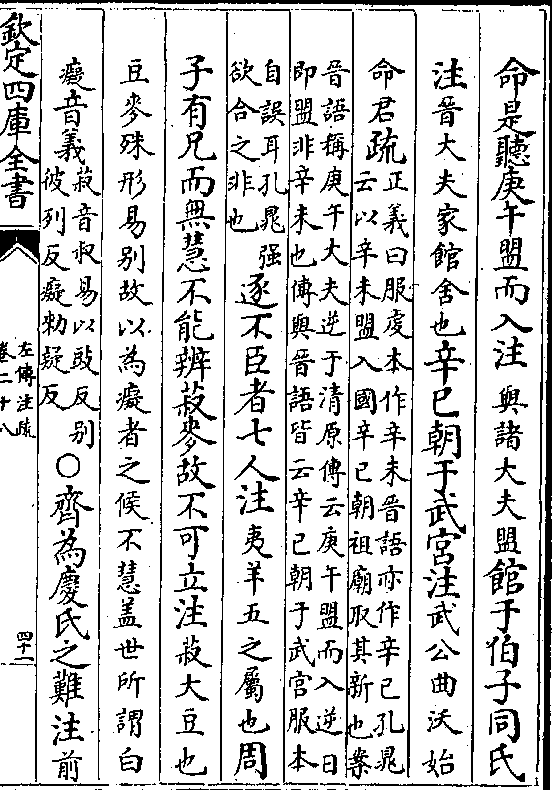 命是聽庚午盟而入注與諸大夫盟館于伯子同氏
注晉大夫家館舍也辛巳朝于武宮注武公曲沃始
命君疏正義曰服虔本作辛未晉語亦作辛巳孔晁
云以辛未盟入國辛巳朝祖廟取其新也案
晉語稱庚午大夫逆于清原傳云庚午盟而入逆日
即盟非辛未也傳與晉語皆云辛巳朝于武宮服本
自誤耳孔晁强
欲合之非也
逐不臣者七人注夷羊五之屬也周
子有兄而無慧不能辨菽麥故不可立注菽大豆也
豆麥殊形易別故以為癡者之候不慧盖世所謂白
癡音義菽音叔易以豉反别
彼列反癡勑疑反
○齊為慶氏之難注前
欽定四庫全書
左傳注疏
卷二十八
四十一